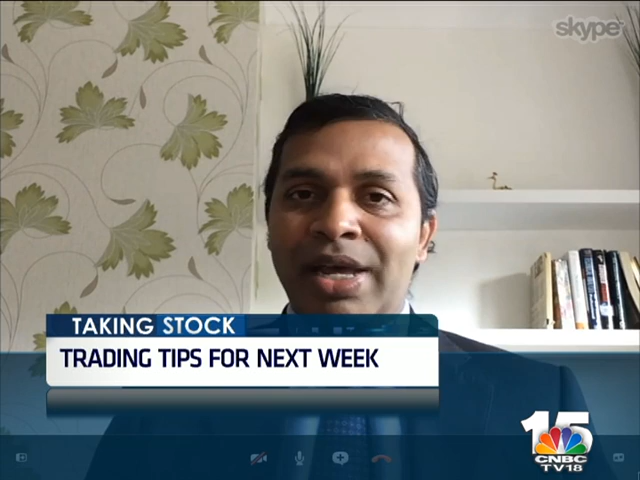 skype
TAKING STOCK
TRADING TIPS FOR NEXT WEEK
15
CNBC
TV18